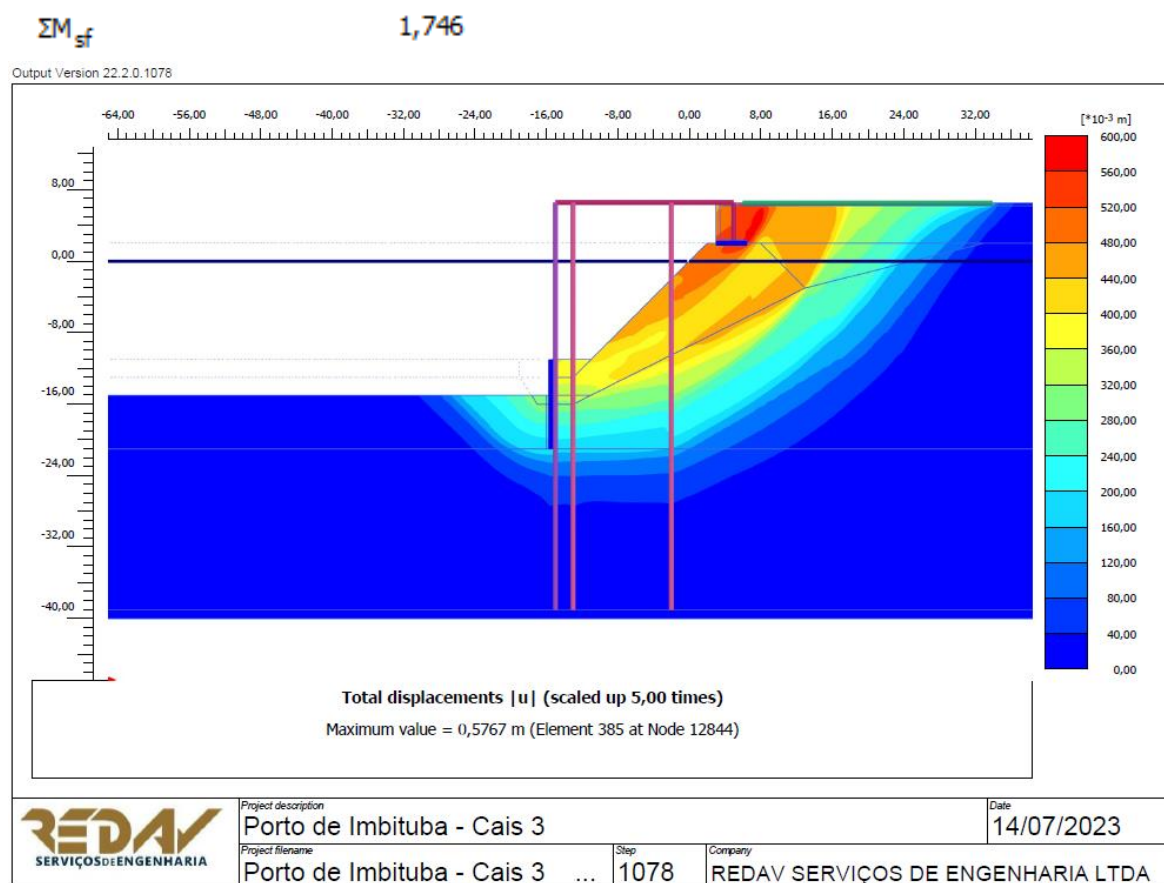 ΣMsf 1,746
Output Version 22.2.0.1078
-64,00 -56,00 -48,00 -40,00 -32,00 -24,00 -16,00 -8,00 0,00 8,00 16,00 24,00 32,00
[*10-3 m]
600,00
560,00
8,00
520,00
480,00
0,00
440,00
400,00
-8,00
360,00
320,00
-16,00
280,00
240,00
-24,00
200,00
160,00
-32,00
120,00
80,00
-40,00
40,00
0,00
Total displacements |u| (scaled up 5,00 times)
Maximum value = 0,5767 m (Element 385 at Node 12844)
REDAV
SERVIÇOS DE ENGENHARIA
Project description
Porto de Imbituba - Cais 3
Date
14/07/2023
Project filename
Porto de Imbituba - Cais 3 ...
Step
1078
Company
REDAV SERVIÇOS DE ENGENHARIA LTDA